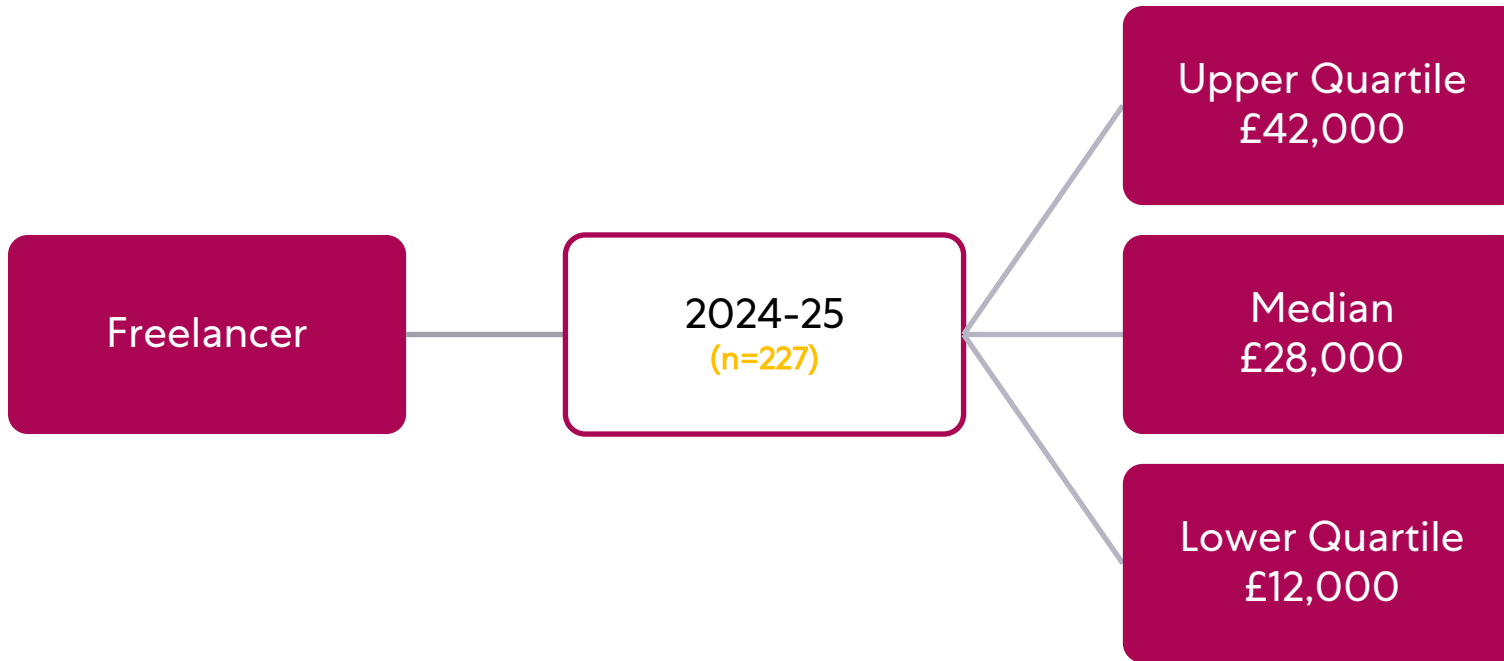 Freelancer
2024-25
(n=227)
Upper Quartile
£42,000
Median
£28,000
Lower Quartile
£12,000